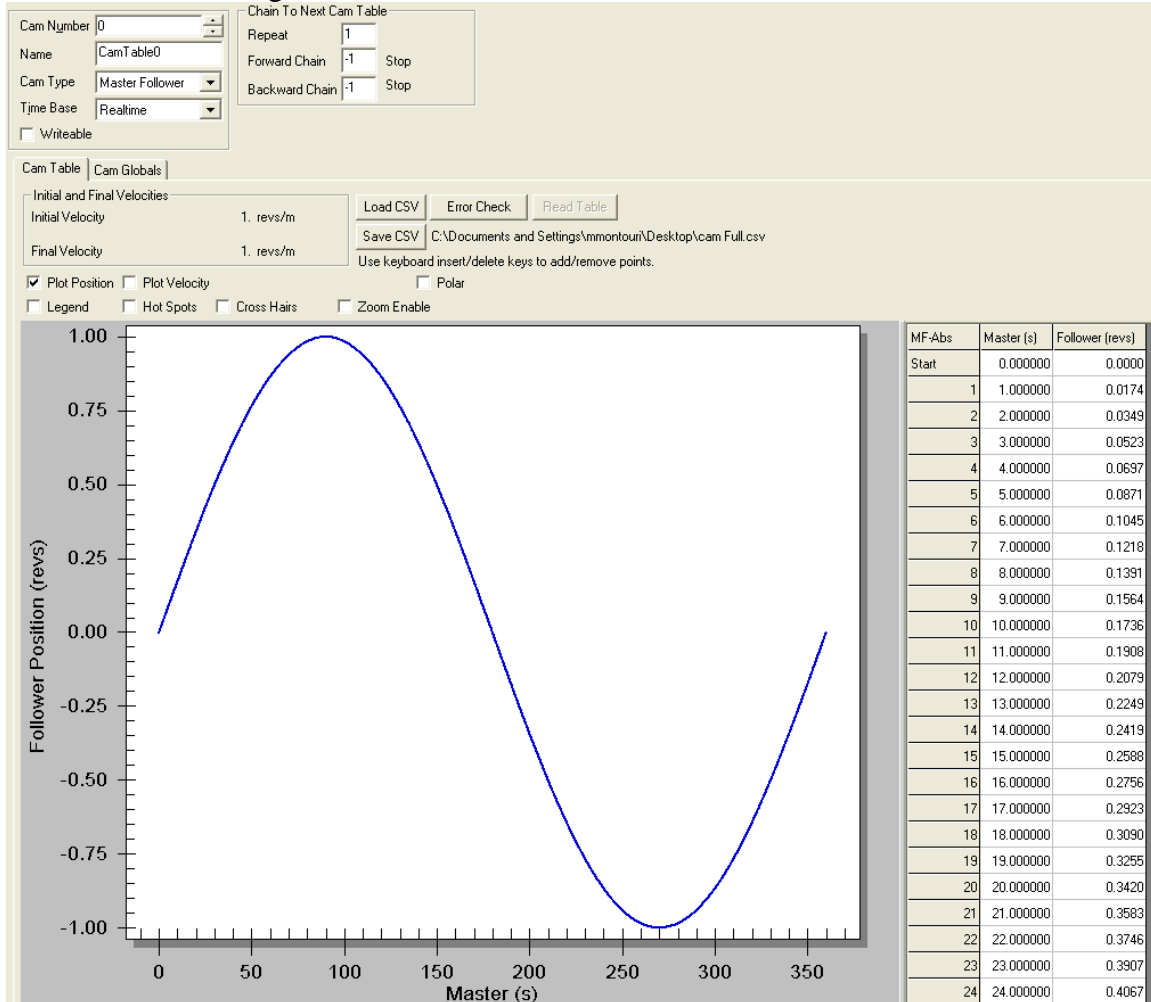 Cam Number 0
Name CamTable0
Cam Type Master Follower
Time Base Realtime
Writeable
Chain To Next Cam Table
Repeat 1
Forward Chain -1 Stop
Backward Chain -1 Stop
Cam Table Cam Globals
Initial and Final Velocities
Initial Velocity 1. revs/m
Final Velocity 1. revs/m
Load CSV Error Check Read Table
Save CSV C:\Documents and Settings\mmontouri\Desktop\cam Full.csv
Use keyboard insert/delete keys to add/remove points.
Plot Position Plot Velocity Polar
Legend Hot Spots Cross Hairs Zoom Enable
Follower Position (revs)
1.00
0.75
0.50
0.25
0.00
-0.25
-0.50
-0.75
-1.00
0 50 100 150 200 250 300 350
Master (s)
MF-Abs Master (s) Follower (revs)
Start 0.000000 0.0000
1 1.000000 0.0174
2 2.000000 0.0349
3 3.000000 0.0523
4 4.000000 0.0697
5 5.000000 0.0871
6 6.000000 0.1045
7 7.000000 0.1218
8 8.000000 0.1391
9 9.000000 0.1564
10 10.000000 0.1736
11 11.000000 0.1908
12 12.000000 0.2079
13 13.000000 0.2249
14 14.000000 0.2419
15 15.000000 0.2588
16 16.000000 0.2756
17 17.000000 0.2923
18 18.000000 0.3090
19 19.000000 0.3255
20 20.000000 0.3420
21 21.000000 0.3583
22 22.000000 0.3746
23 23.000000 0.3907
24 24.000000 0.4067